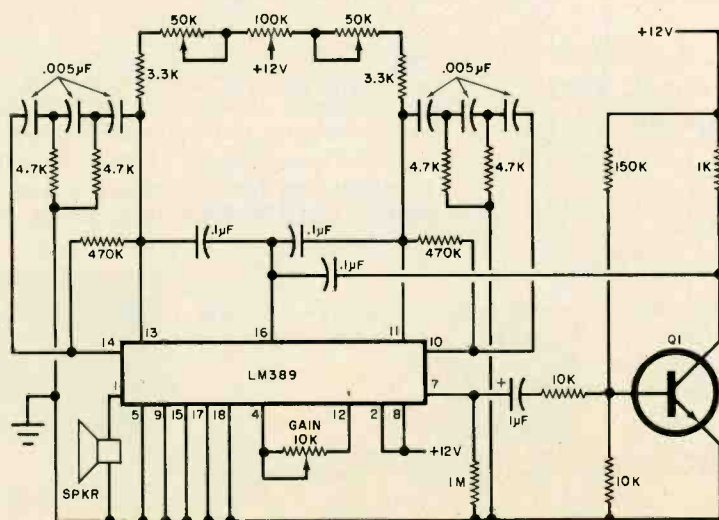 50K 100K 50K
+12V
.005µF
3.3K
+12V
3.3K
.005µF
4.7K 4.7K
4.7K 4.7K
150K 1K
.1µF .1µF
470K
.1µF
470K
14 13 16 11 10
Q1
LM389
1 7
+
10K
1µF
5 9 15 17 18 4 12 2 8
GAIN
10K
+12V
SPKR
1M
10K